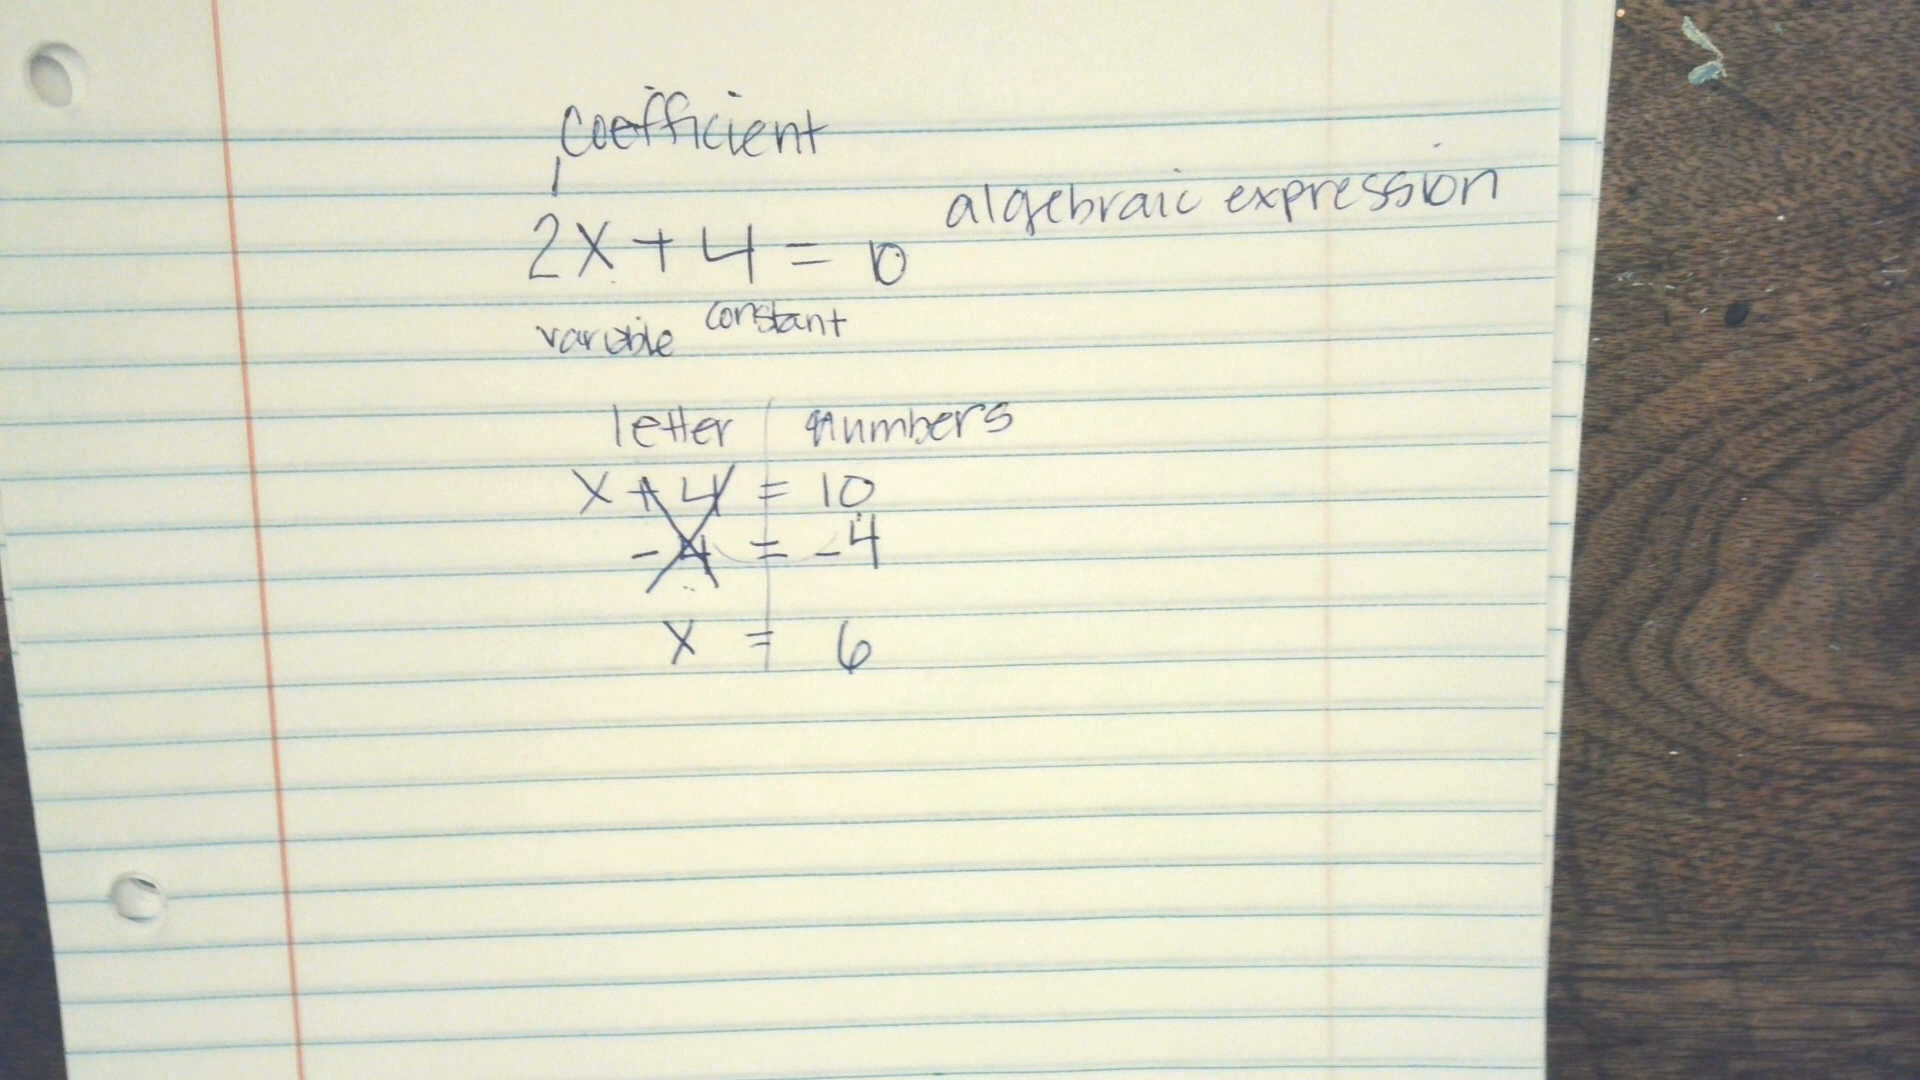 coefficient
algebraic expression
2x + 4 = 10
variable constant
letter numbers
x + 4 = 10
- 4 = -4
x = 6